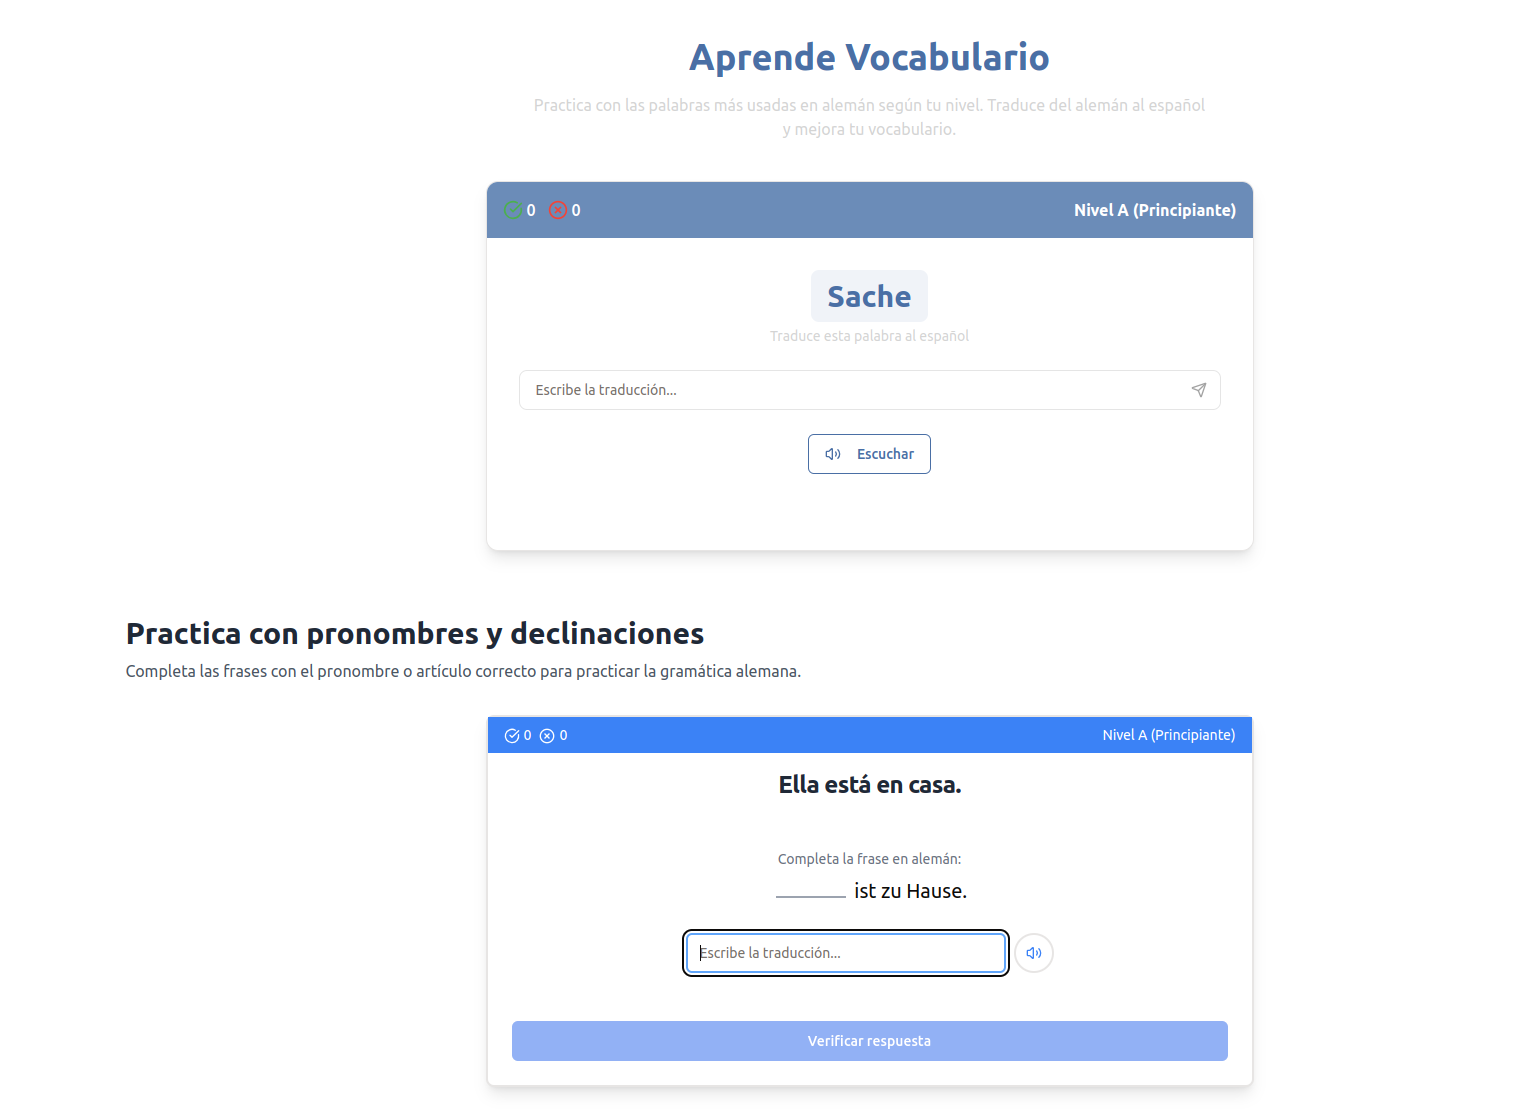 Aprende Vocabulario
Practica con las palabras más usadas en alemán según tu nivel. Traduce del alemán al español
y mejora tu vocabulario.
0 0 Nivel A (Principiante)
Sache
Traduce esta palabra al español
Escribe la traducción...
Escuchar
Practica con pronombres y declinaciones
Completa las frases con el pronombre o artículo correcto para practicar la gramática alemana.
0 0 Nivel A (Principiante)
Ella está en casa.
Completa la frase en alemán:
_______ ist zu Hause.
Escribe la traducción...
Verificar respuesta